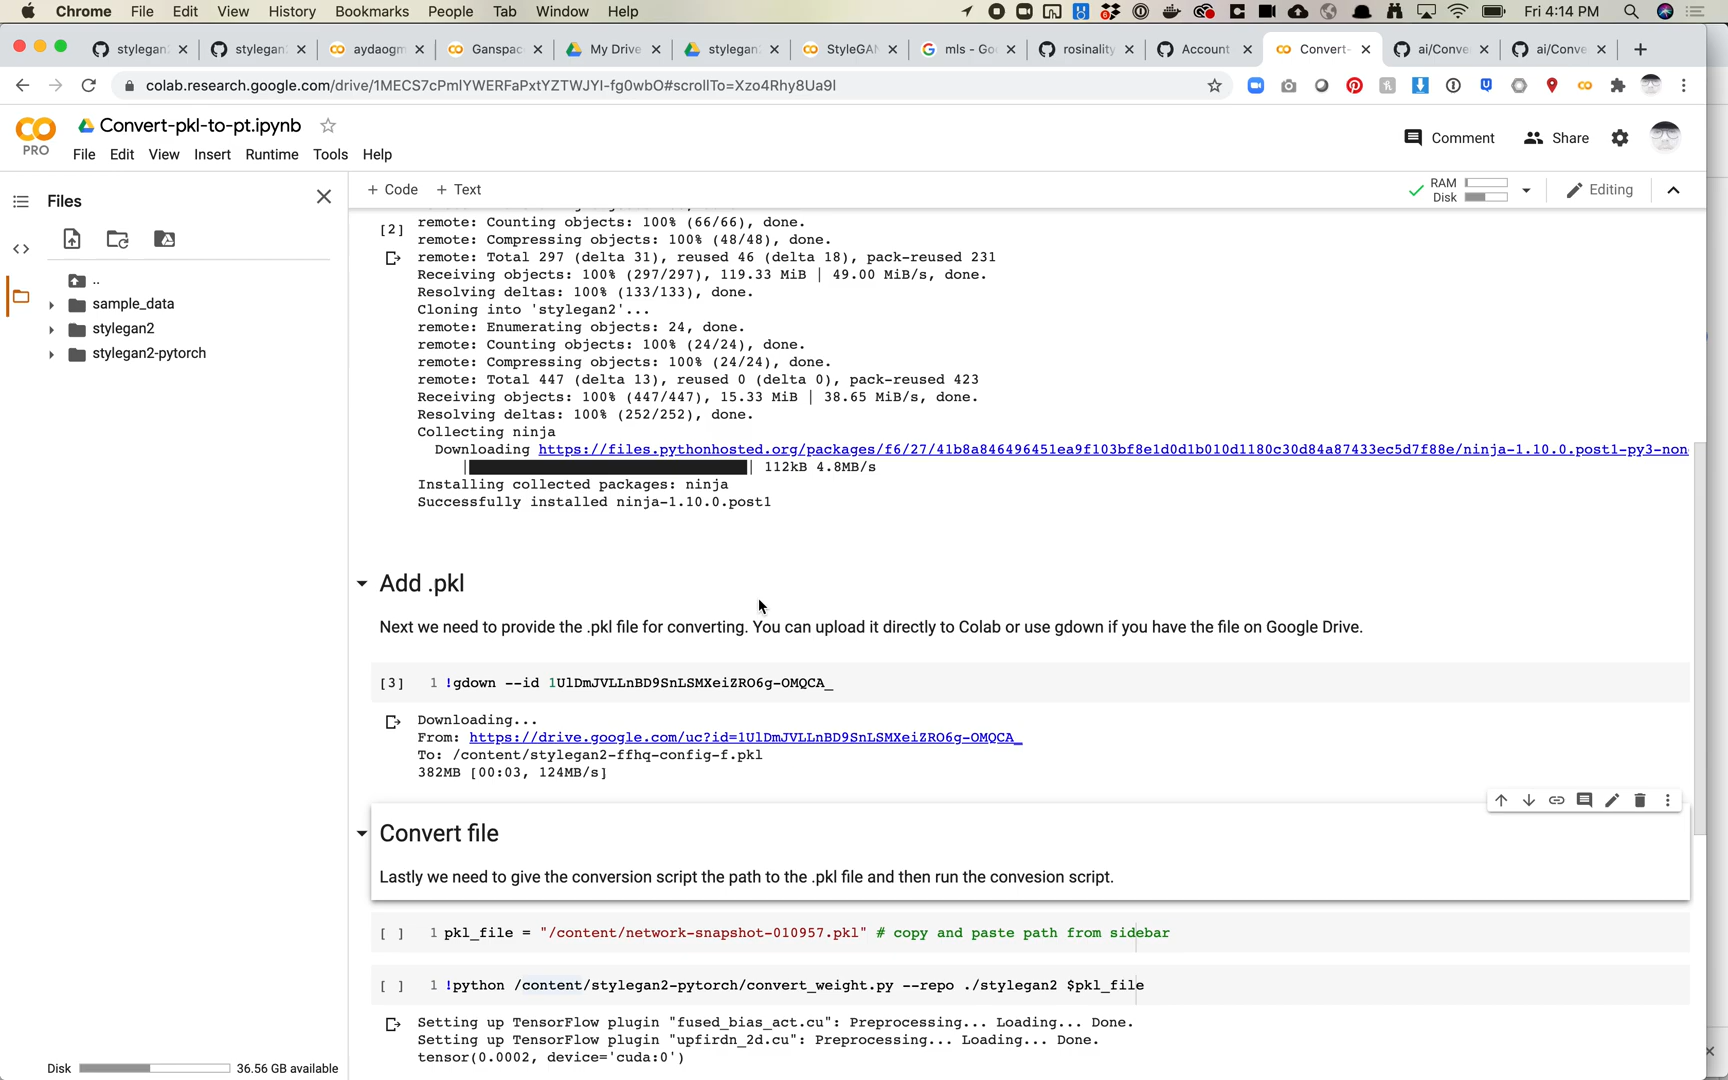 Chrome File Edit View History Bookmarks People Tab Window Help Fri 4:14 PM
stylegan: stylegan: aydaogm Ganspac My Drive stylegan StyleGAN mls - Goo rosinality Account Convert- ai/Conve ai/Conve
colab.research.google.com/drive/1MECS7cPmlYWERFaPxtYZTWJYl-fg0wbO#scrollTo=Xzo4Rhy8Ua9l
CO PRO
Convert-pkl-to-pt.ipynb
Comment Share
File Edit View Insert Runtime Tools Help
Files
+ Code + Text
RAM
Disk
Editing
..
sample_data
stylegan2
stylegan2-pytorch
Disk 36.56 GB available
[2]
remote: Counting objects: 100% (66/66), done.
remote: Compressing objects: 100% (48/48), done.
remote: Total 297 (delta 31), reused 46 (delta 18), pack-reused 231
Receiving objects: 100% (297/297), 119.33 MiB | 49.00 MiB/s, done.
Resolving deltas: 100% (133/133), done.
Cloning into 'stylegan2'...
remote: Enumerating objects: 24, done.
remote: Counting objects: 100% (24/24), done.
remote: Compressing objects: 100% (24/24), done.
remote: Total 447 (delta 13), reused 0 (delta 0), pack-reused 423
Receiving objects: 100% (447/447), 15.33 MiB | 38.65 MiB/s, done.
Resolving deltas: 100% (252/252), done.
Collecting ninja
Downloading https://files.pythonhosted.org/packages/f6/27/41b8a846496451ea9f103bf8e1d0d1b010d1180c30d84a87433ec5d7f88e/ninja-1.10.0.post1-py3-non
| | 112kB 4.8MB/s
Installing collected packages: ninja
Successfully installed ninja-1.10.0.post1
Add .pkl
Next we need to provide the .pkl file for converting. You can upload it directly to Colab or use gdown if you have the file on Google Drive.
[3] 1 !gdown --id 1UlDmJVLLnBD9SnLSMXeiZRO6g-OMQCA_
Downloading...
From: https://drive.google.com/uc?id=1UlDmJVLLnBD9SnLSMXeiZRO6g-OMQCA_
To: /content/stylegan2-ffhq-config-f.pkl
382MB [00:03, 124MB/s]
Convert file
Lastly we need to give the conversion script the path to the .pkl file and then run the convesion script.
[ ] 1 pkl_file = "/content/network-snapshot-010957.pkl" # copy and paste path from sidebar
[ ] 1 !python /content/stylegan2-pytorch/convert_weight.py --repo ./stylegan2 $pkl_file
Setting up TensorFlow plugin "fused_bias_act.cu": Preprocessing... Loading... Done.
Setting up TensorFlow plugin "upfirdn_2d.cu": Preprocessing... Loading... Done.
tensor(0.0002, device='cuda:0')